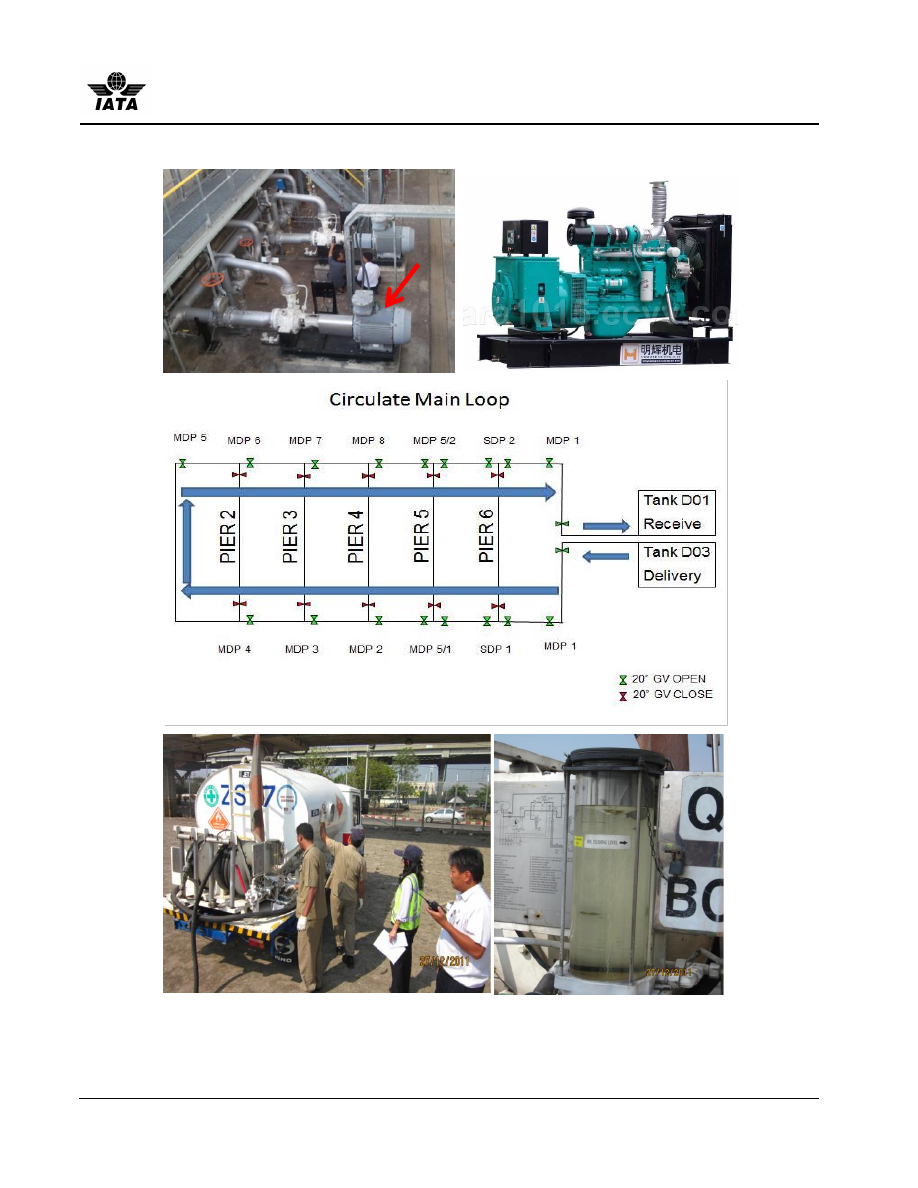 IATA
明辉机电
Circulate Main Loop
MDP 5
MDP 6
MDP 7
MDP 8
MDP 5/2
SDP 2
MDP 1
PIER 2
PIER 3
PIER 4
PIER 5
PIER 6
Tank D01
Receive
Tank D03
Delivery
MDP 4
MDP 3
MDP 2
MDP 5/1
SDP 1
MDP 1
20" GV OPEN
20" GV CLOSE
ZS
7
HINO
27/12/2011
Q
BO
27/12/2011